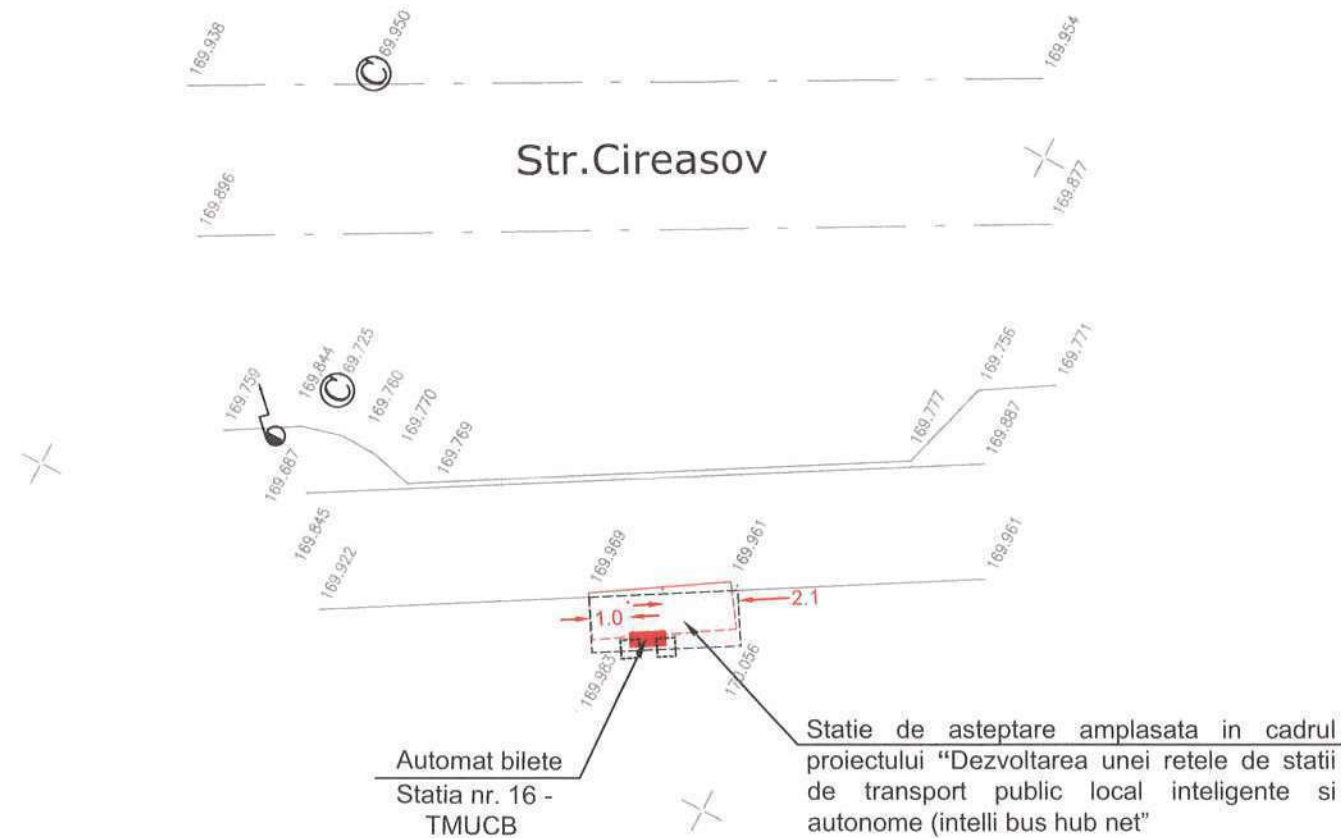 169.938
C 69.950
169.954
Str.Cireasov
169.896
169.877
169.759
169.844
C 69.725
169.760
169.770
169.769
169.756
169.771
169.777
169.887
169.687
169.845
169.922
169.969
169.961
169.961
1.0
2.1
169.983
170.056
Automat bilete
Statia nr. 16 -
TMUCB
Statie de asteptare amplasata in cadrul
proiectului “Dezvoltarea unei retele de statii
de transport public local inteligente si
autonome (intelli bus hub net”